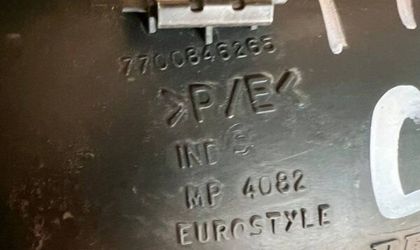 7700846265
>P/E<
IND C
MP 4082
EUROSTYLE